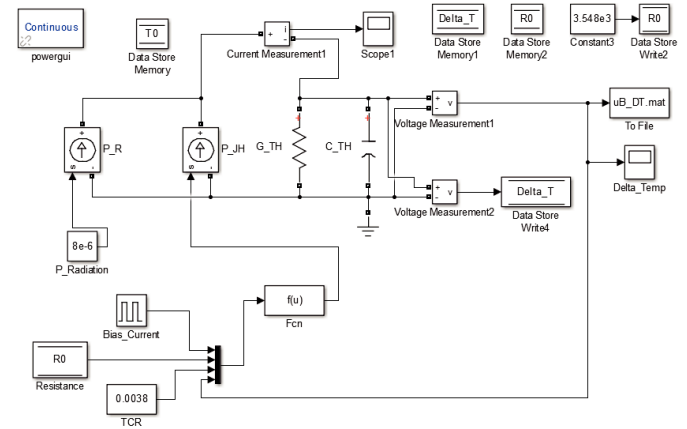 Continuous
powergui
T0
Data Store
Memory
+
i
-
Current Measurement1
Scope1
Delta_T
Data Store
Memory1
R0
Data Store
Memory2
3.548e3
Constant3
R0
Data Store
Write2
+
-
v
Voltage Measurement1
uB_DT.mat
To File
P_R
s
-
+
P_JH
s
-
+
G_TH
+
C_TH
+
Delta_Temp
+
-
v
Voltage Measurement2
Delta_T
Data Store
Write4
8e-6
P_Radiation
f(u)
Fcn
Bias_Current
R0
Resistance
0.0038
TCR